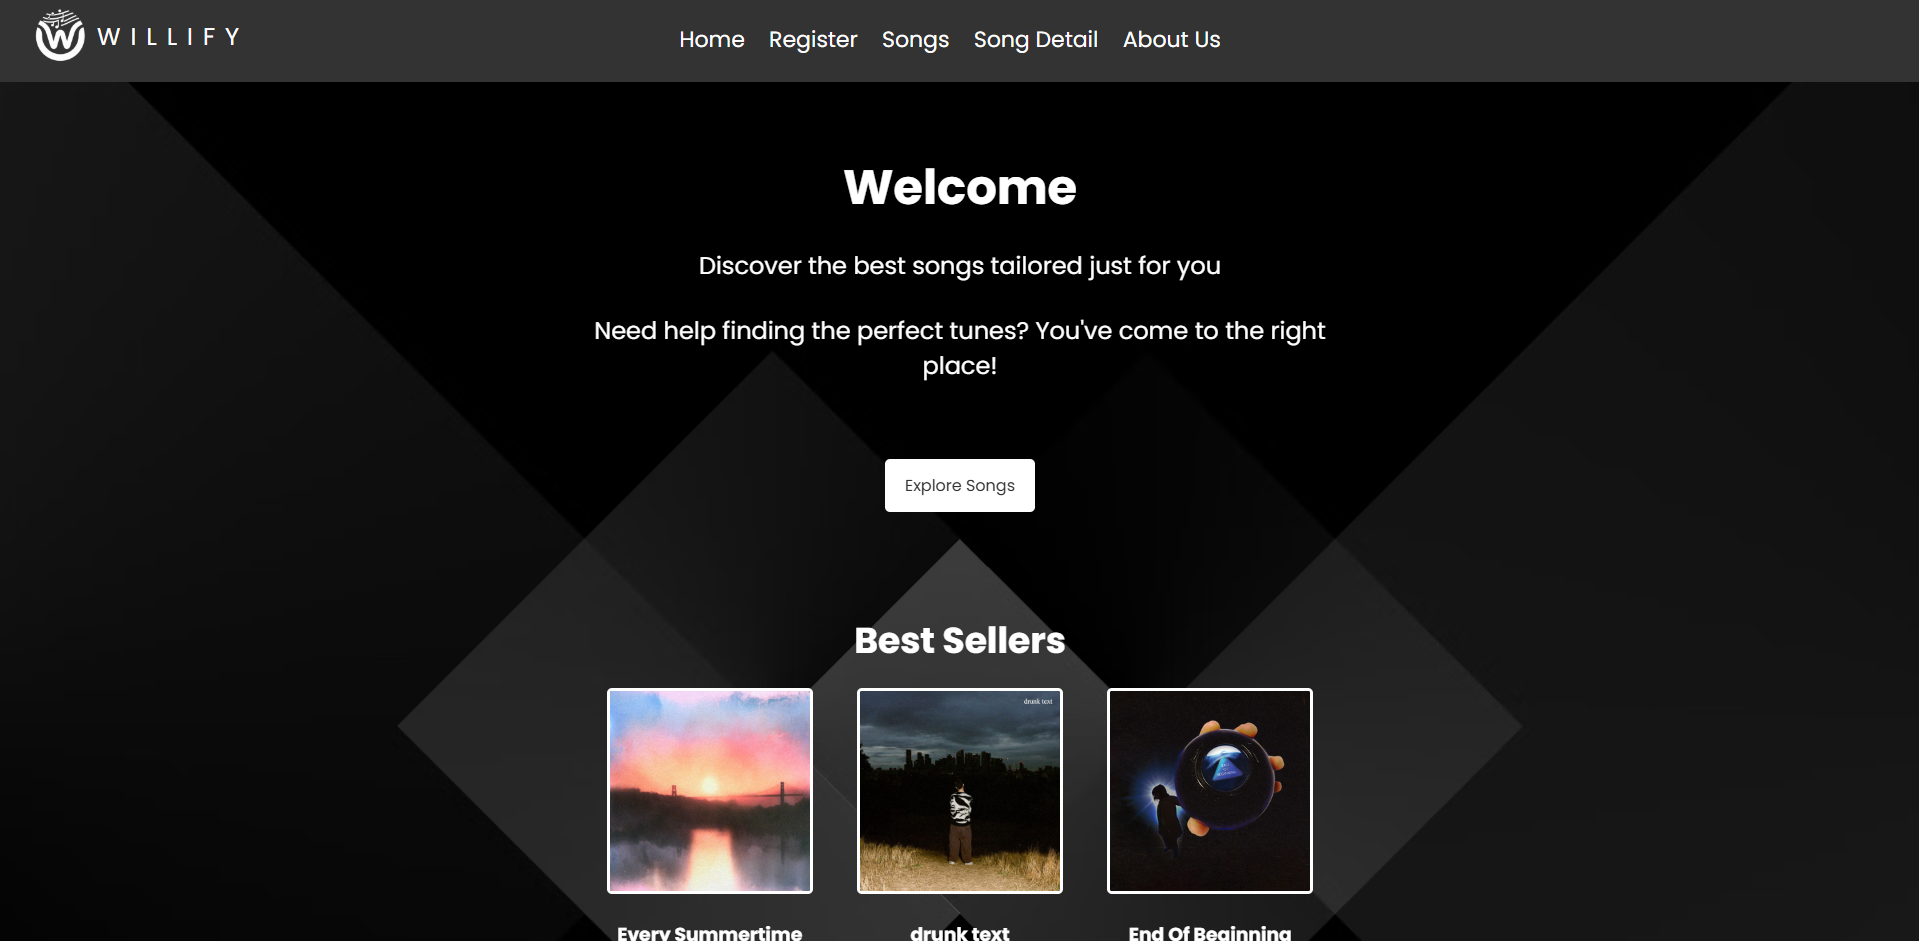 WILLIFY
Home Register Songs Song Detail About Us
Welcome
Discover the best songs tailored just for you
Need help finding the perfect tunes? You've come to the right
place!
Explore Songs
Best Sellers
drunk text
Every Summertime
drunk text
End Of Beginning